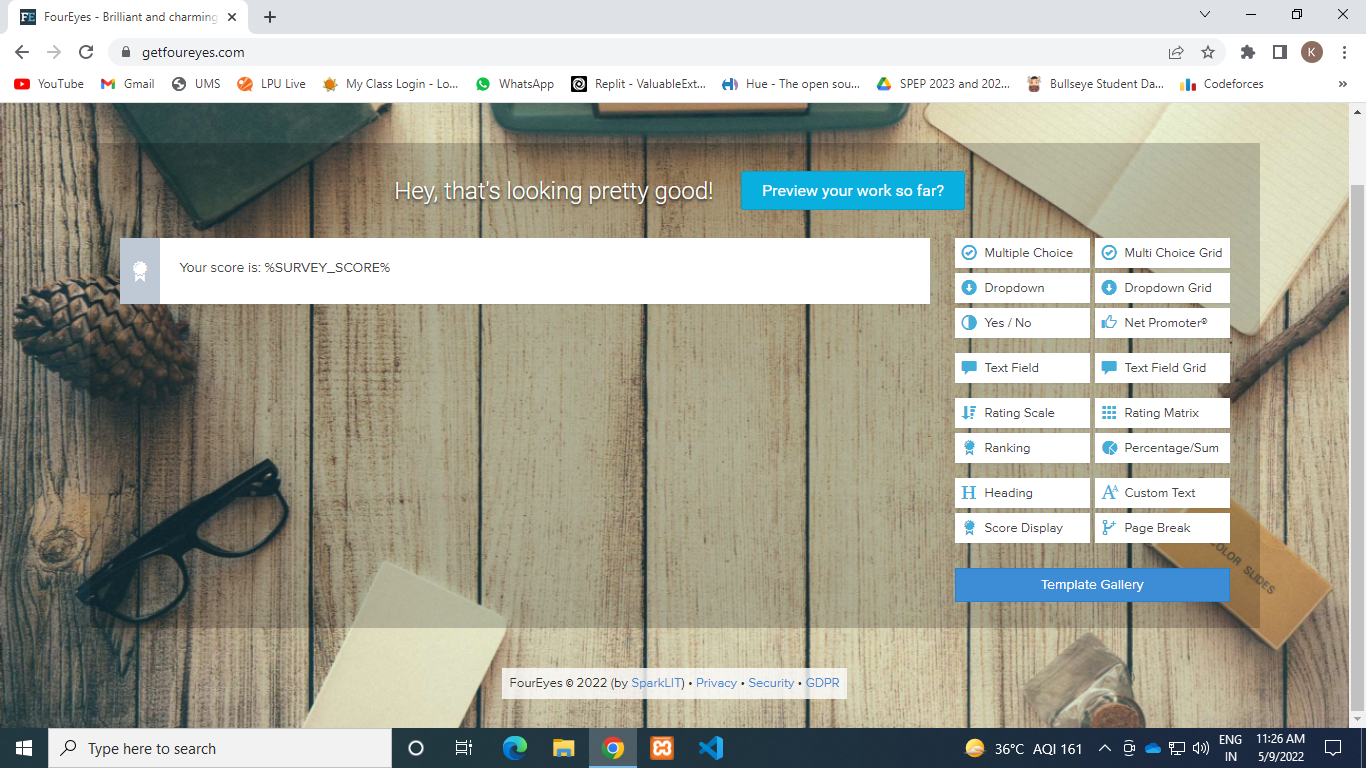 FE FourEyes - Brilliant and charming
getfoureyes.com
K
YouTube
Gmail
UMS
LPU Live
My Class Login - Lo...
WhatsApp
Replit - ValuableExt...
Hue - The open sou...
SPEP 2023 and 202...
Bullseye Student Da...
Codeforces
Hey, that's looking pretty good!
Preview your work so far?
Your score is: %SURVEY_SCORE%
Multiple Choice
Multi Choice Grid
Dropdown
Dropdown Grid
Yes / No
Net Promoter®
Text Field
Text Field Grid
Rating Scale
Rating Matrix
Ranking
Percentage/Sum
Heading
Custom Text
Score Display
Page Break
COLOR SLIDES
Template Gallery
FourEyes © 2022 (by SparkLIT) • Privacy • Security • GDPR
Type here to search
36°C AQI 161
ENG
IN
11:26 AM
5/9/2022